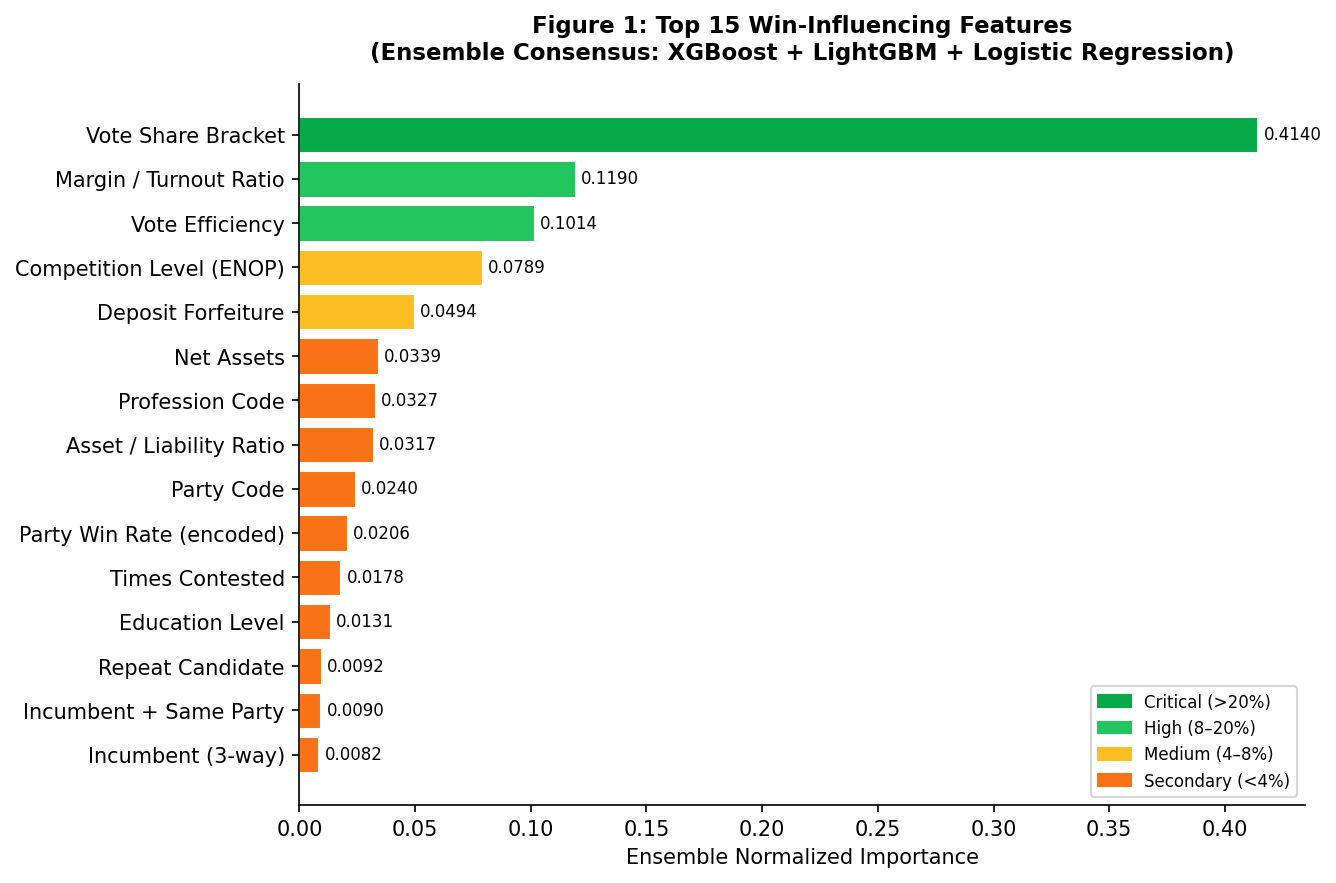 Figure 1: Top 15 Win-Influencing Features
(Ensemble Consensus: XGBoost + LightGBM + Logistic Regression)
Vote Share Bracket 0.4140
Margin / Turnout Ratio 0.1190
Vote Efficiency 0.1014
Competition Level (ENOP) 0.0789
Deposit Forfeiture 0.0494
Net Assets 0.0339
Profession Code 0.0327
Asset / Liability Ratio 0.0317
Party Code 0.0240
Party Win Rate (encoded) 0.0206
Times Contested 0.0178
Education Level 0.0131
Repeat Candidate 0.0092
Incumbent + Same Party 0.0090
Incumbent (3-way) 0.0082
Critical (>20%)
High (8–20%)
Medium (4–8%)
Secondary (<4%)
0.00 0.05 0.10 0.15 0.20 0.25 0.30 0.35 0.40
Ensemble Normalized Importance